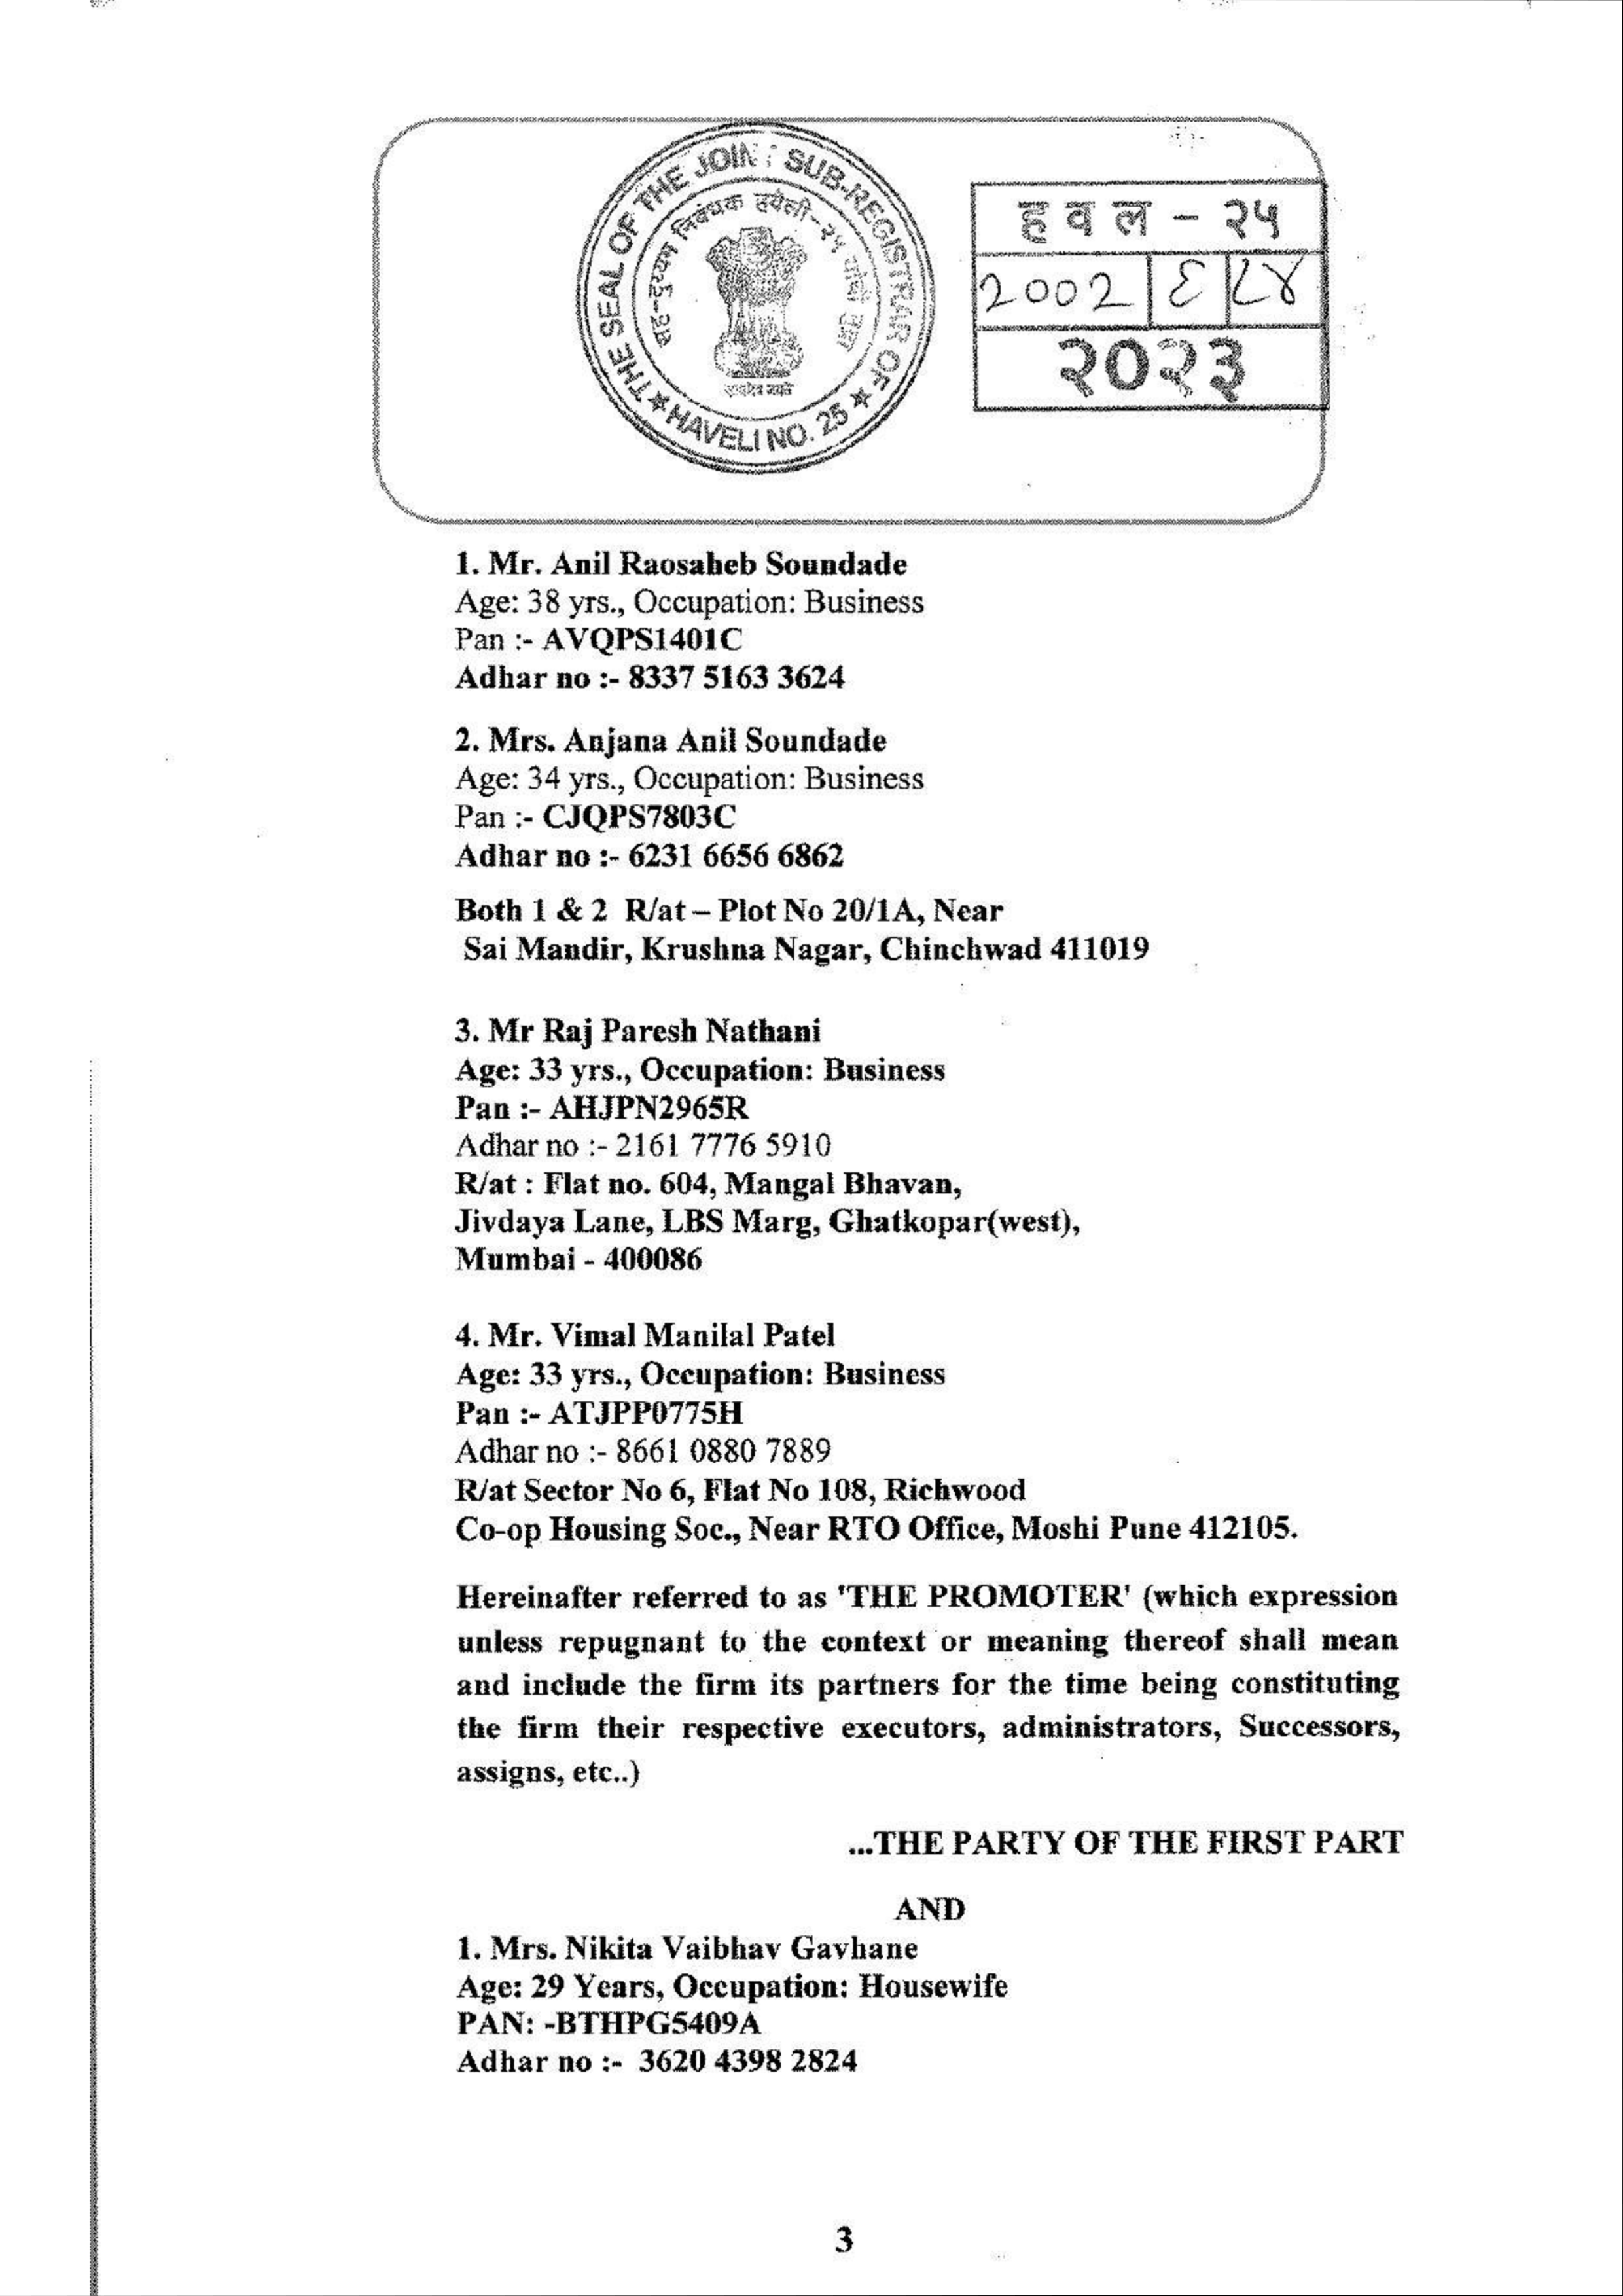 THE SEAL OF THE JOINT SUB-REGISTRAR OF
सह-दुय्यम निबंधक हवेली-२५ यांची मुद्रा
सत्यमेव जयते
★ HAVELI NO. 25 ★
हवल - २५
2002 ६ ८४
२०२३
1. Mr. Anil Raosaheb Soundade
Age: 38 yrs., Occupation: Business
Pan :- AVQPS1401C
Adhar no :- 8337 5163 3624
2. Mrs. Anjana Anil Soundade
Age: 34 yrs., Occupation: Business
Pan :- CJQPS7803C
Adhar no :- 6231 6656 6862
Both 1 & 2 R/at – Plot No 20/1A, Near
Sai Mandir, Krushna Nagar, Chinchwad 411019
3. Mr Raj Paresh Nathani
Age: 33 yrs., Occupation: Business
Pan :- AHJPN2965R
Adhar no :- 2161 7776 5910
R/at : Flat no. 604, Mangal Bhavan,
Jivdaya Lane, LBS Marg, Ghatkopar(west),
Mumbai - 400086
4. Mr. Vimal Manilal Patel
Age: 33 yrs., Occupation: Business
Pan :- ATJPP0775H
Adhar no :- 8661 0880 7889
R/at Sector No 6, Flat No 108, Richwood
Co-op Housing Soc., Near RTO Office, Moshi Pune 412105.
Hereinafter referred to as 'THE PROMOTER' (which expression
unless repugnant to the context or meaning thereof shall mean
and include the firm its partners for the time being constituting
the firm their respective executors, administrators, Successors,
assigns, etc..)
...THE PARTY OF THE FIRST PART
AND
1. Mrs. Nikita Vaibhav Gavhane
Age: 29 Years, Occupation: Housewife
PAN: -BTHPG5409A
Adhar no :- 3620 4398 2824
3